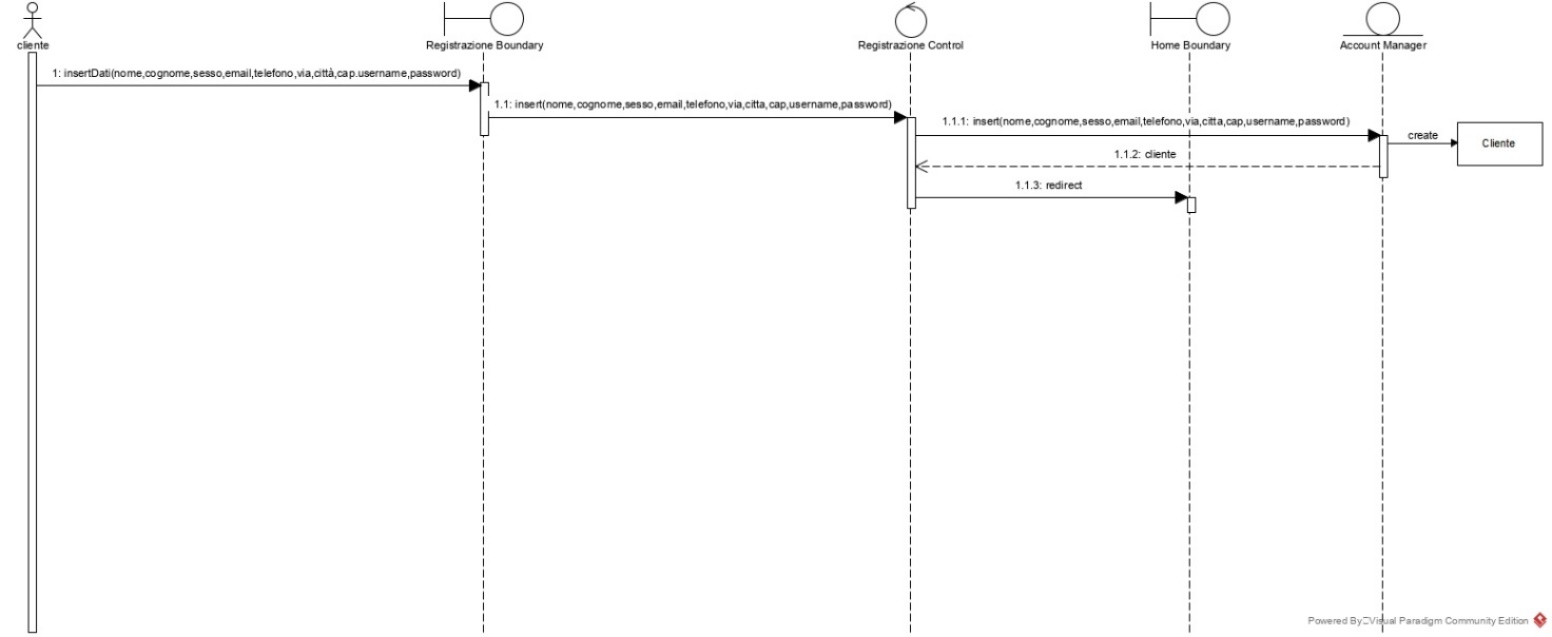 cliente
Registrazione Boundary
Registrazione Control
Home Boundary
Account Manager
1: insertDati(nome,cognome,sesso,email,telefono,via,città,cap.username,password)
1.1: insert(nome,cognome,sesso,email,telefono,via,citta,cap,username,password)
1.1.1: insert(nome,cognome,sesso,email,telefono,via,citta,cap,username,password)
create
Cliente
1.1.2: cliente
1.1.3: redirect
Powered By Visual Paradigm Community Edition